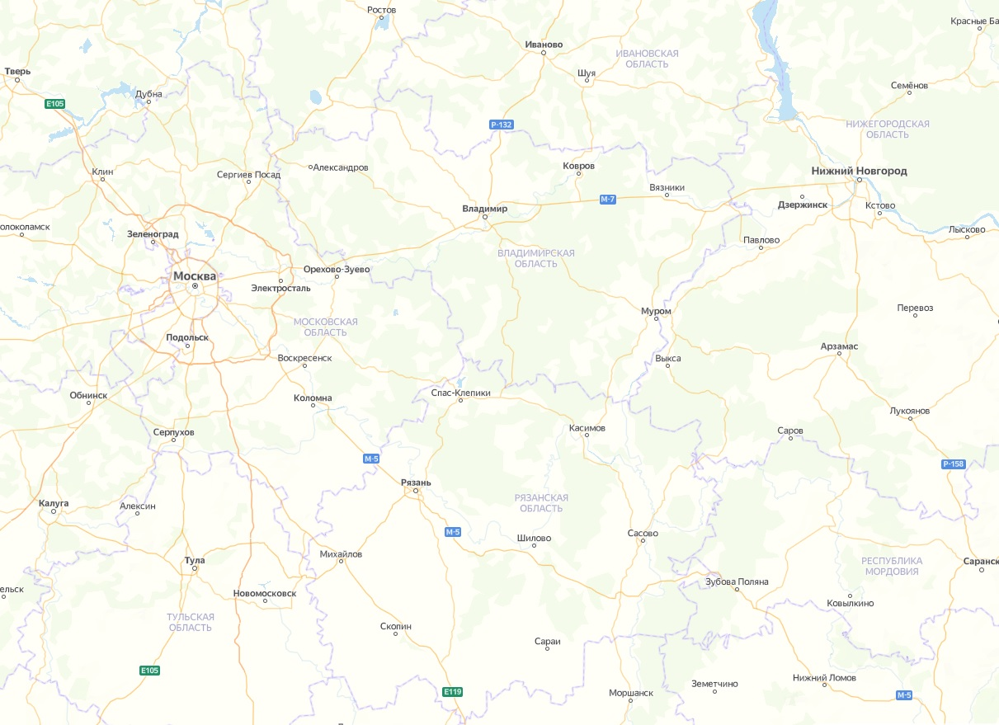 Ростов
Красные Ба
Иваново
ИВАНОВСКАЯ
ОБЛАСТЬ
Тверь
Шуя
Семёнов
Дубна
E105
Р-132
НИЖЕГОРОДСКАЯ
ОБЛАСТЬ
Клин
Сергиев Посад
Александров
Ковров
Нижний Новгород
Вязники
М-7
Дзержинск
Кстово
Владимир
олоколамск
Зеленоград
Лысково
Павлово
ВЛАДИМИРСКАЯ
ОБЛАСТЬ
Москва
Орехово-Зуево
Электросталь
Муром
Перевоз
МОСКОВСКАЯ
ОБЛАСТЬ
Подольск
Арзамас
Воскресенск
Выкса
Обнинск
Коломна
Спас-Клепики
Лукоянов
Серпухов
Касимов
Саров
М-5
Р-158
Рязань
Калуга
Алексин
РЯЗАНСКАЯ
ОБЛАСТЬ
М-5
Шилово
Сасово
Михайлов
Тула
РЕСПУБЛИКА
МОРДОВИЯ
Саранск
Зубова Поляна
ельск
Новомосковск
Ковылкино
ТУЛЬСКАЯ
ОБЛАСТЬ
Скопин
Сараи
E105
Нижний Ломов
Земетчино
E119
Моршанск
М-5